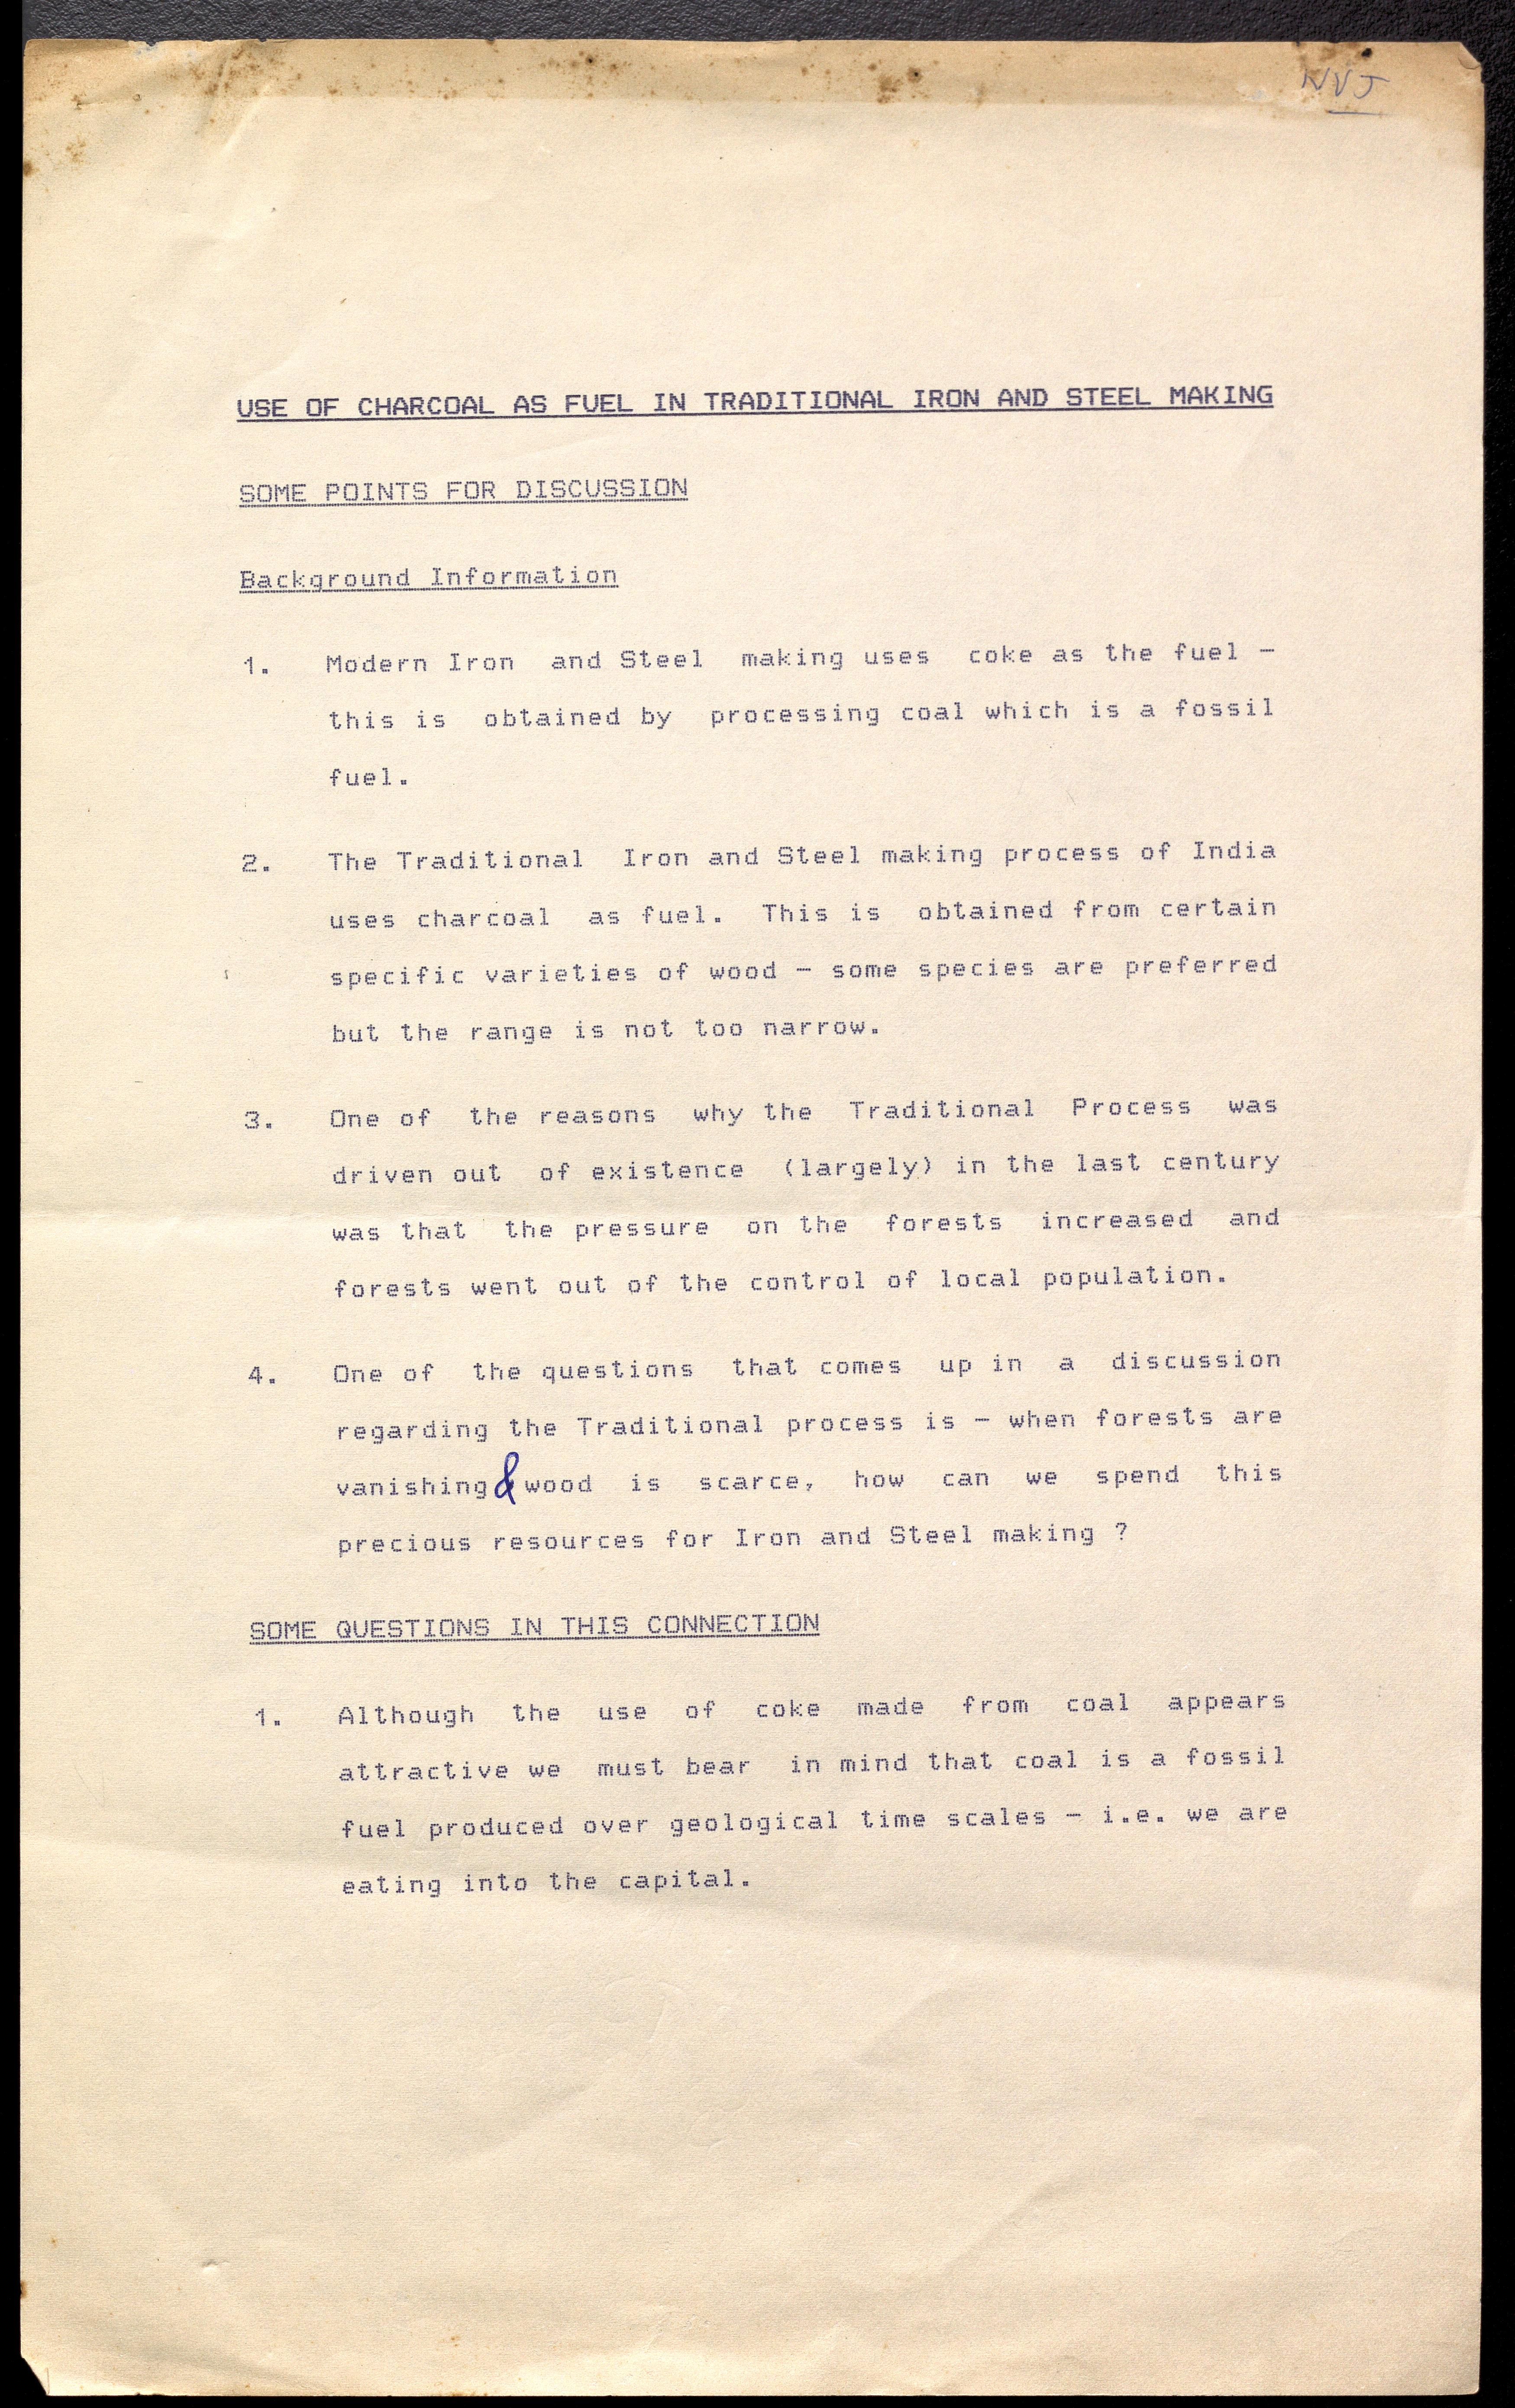 NVJ
USE OF CHARCOAL AS FUEL IN TRADITIONAL IRON AND STEEL MAKING
SOME POINTS FOR DISCUSSION
Background Information
1. Modern Iron and Steel making uses coke as the fuel -
this is obtained by processing coal which is a fossil
fuel.
2. The Traditional Iron and Steel making process of India
uses charcoal as fuel. This is obtained from certain
specific varieties of wood - some species are preferred
but the range is not too narrow.
3. One of the reasons why the Traditional Process was
driven out of existence (largely) in the last century
was that the pressure on the forests increased and
forests went out of the control of local population.
4. One of the questions that comes up in a discussion
regarding the Traditional process is - when forests are
vanishing & wood is scarce, how can we spend this
precious resources for Iron and Steel making ?
SOME QUESTIONS IN THIS CONNECTION
1. Although the use of coke made from coal appears
attractive we must bear in mind that coal is a fossil
fuel produced over geological time scales - i.e. we are
eating into the capital.